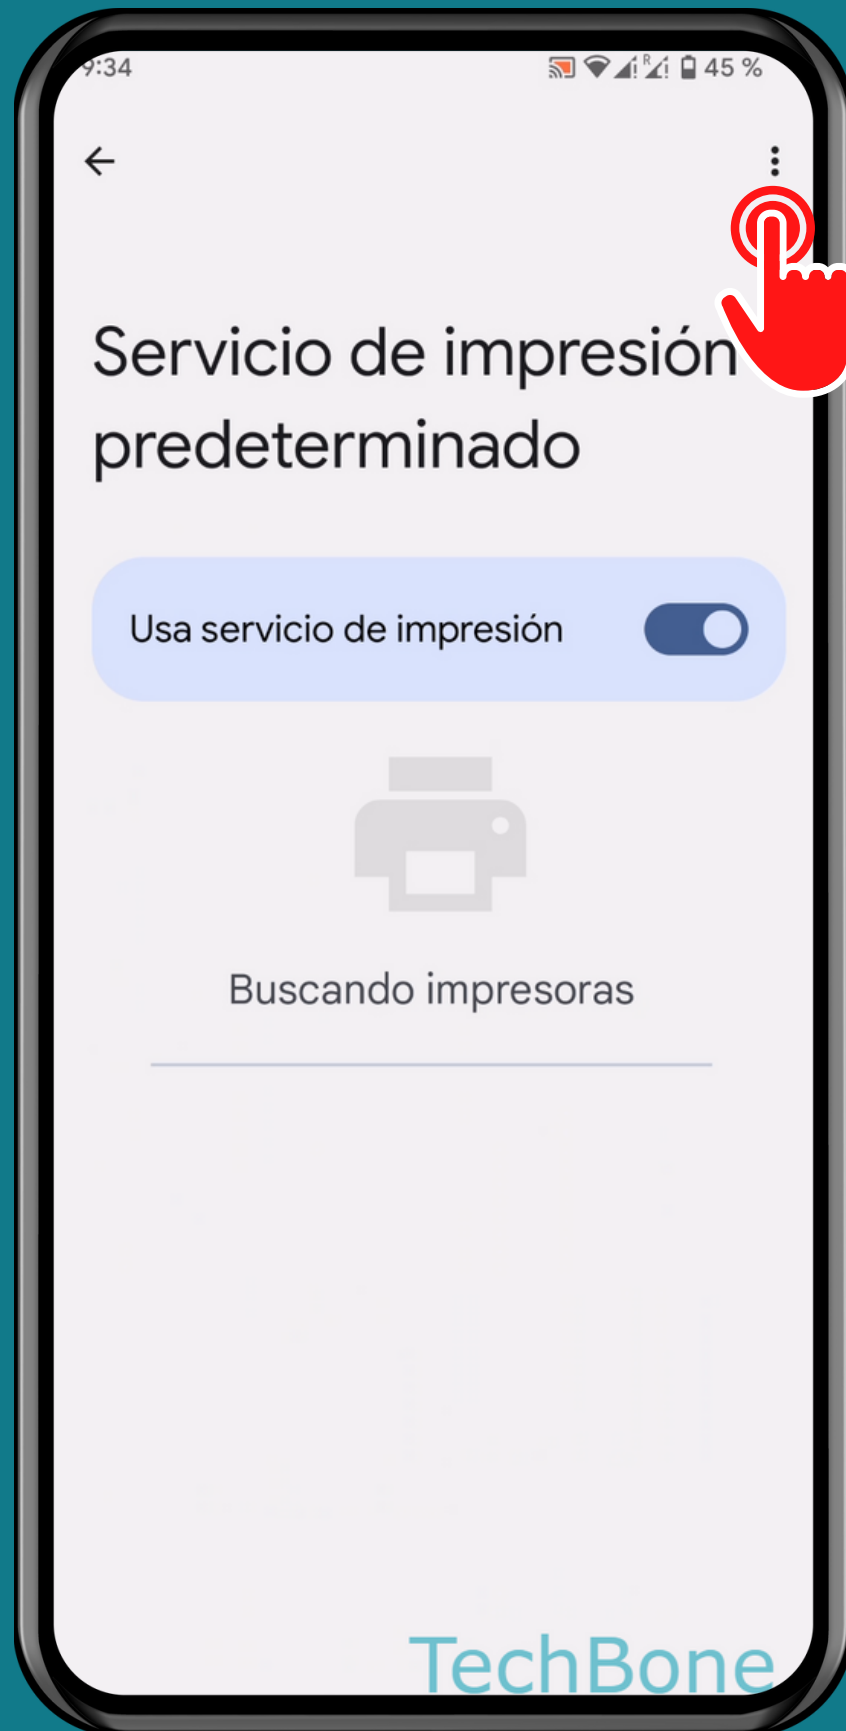 9:34
R
45 %
Servicio de impresión
predeterminado
Usa servicio de impresión
Buscando impresoras
TechBone